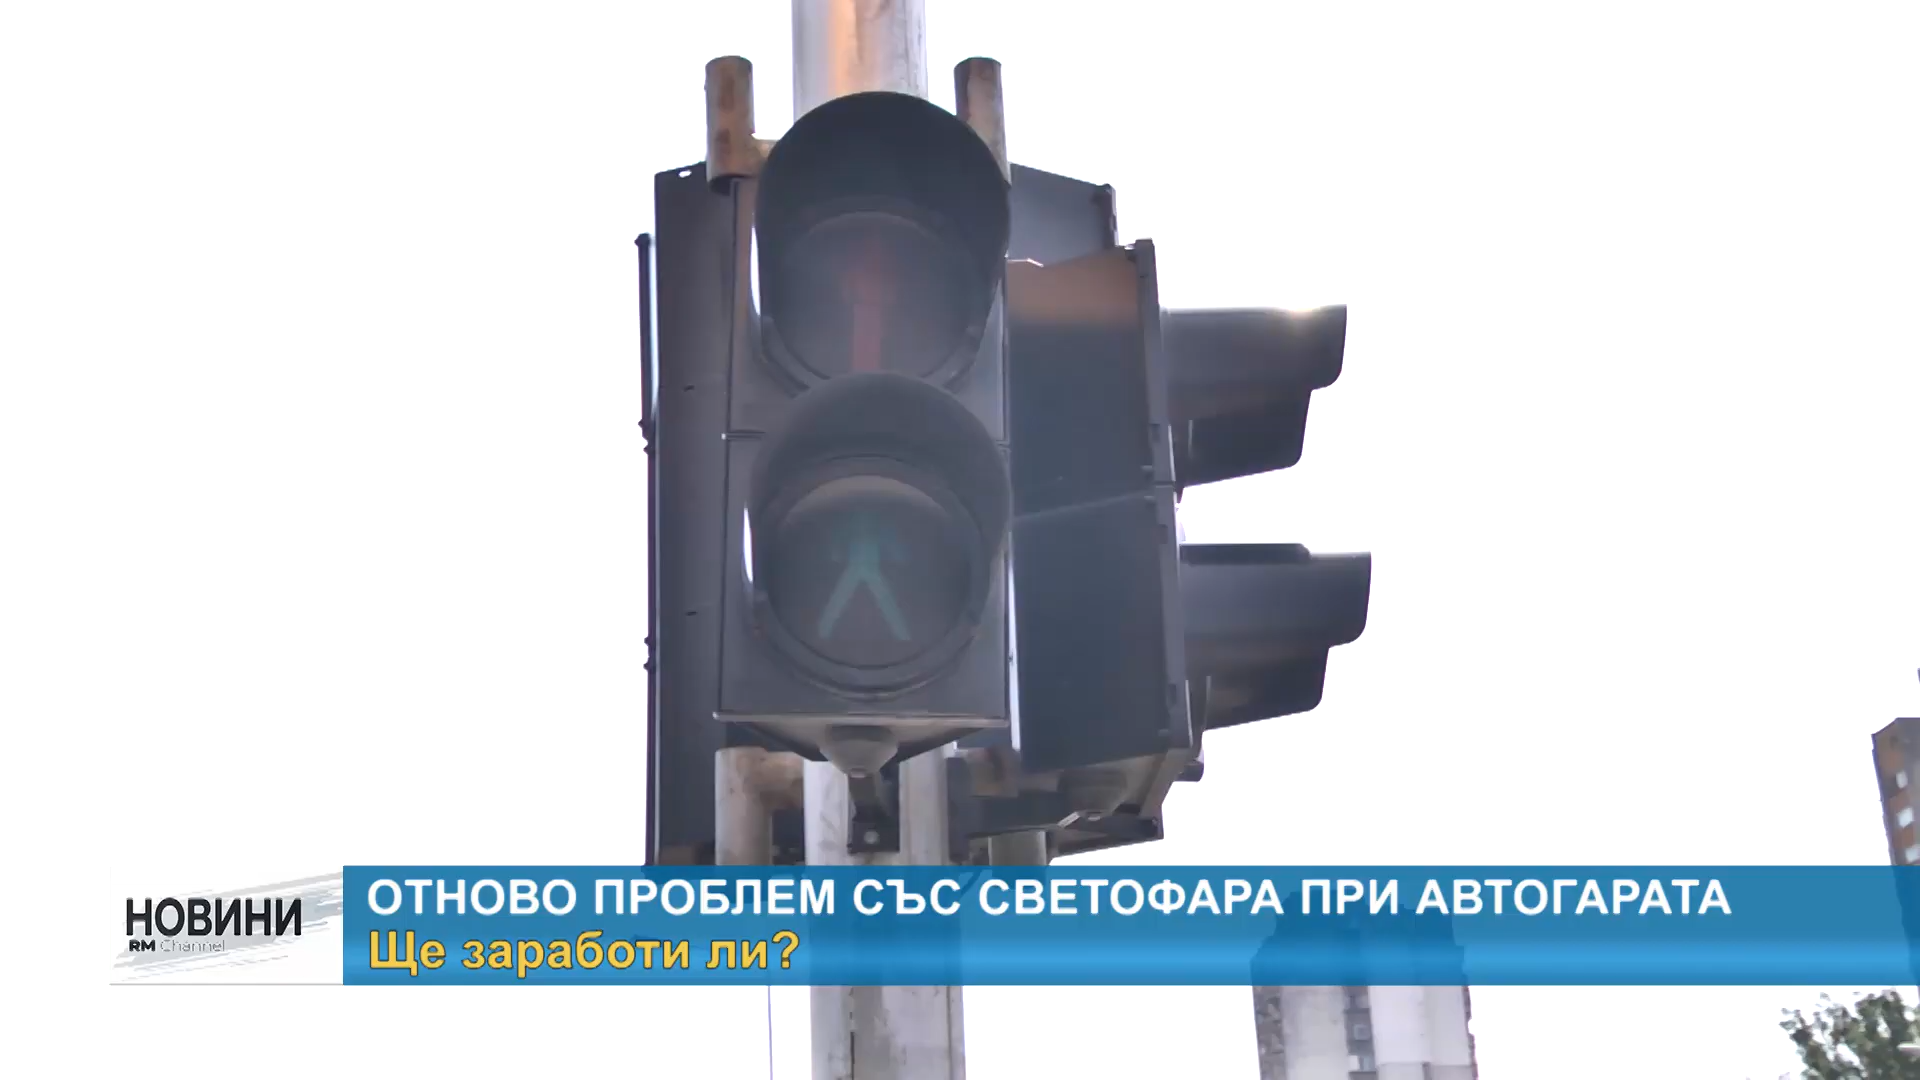 ОТНОВО ПРОБЛЕМ СЪС СВЕТОФАРА ПРИ АВТОГАРАТА
Ще заработи ли?
НОВИНИ
RM Channel